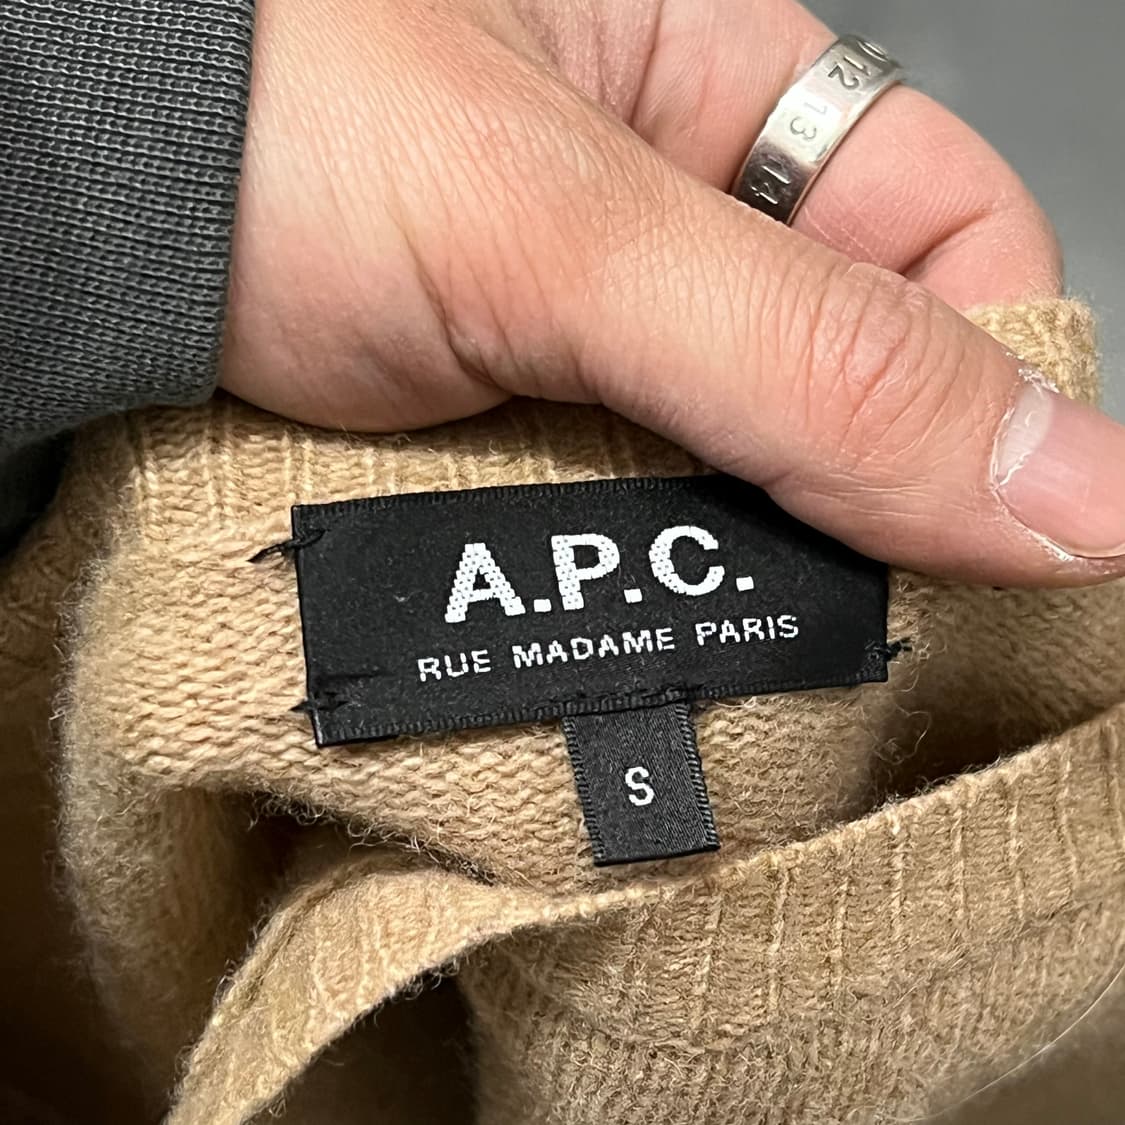 12
13
14
A.P.C.
RUE MADAME PARIS
S